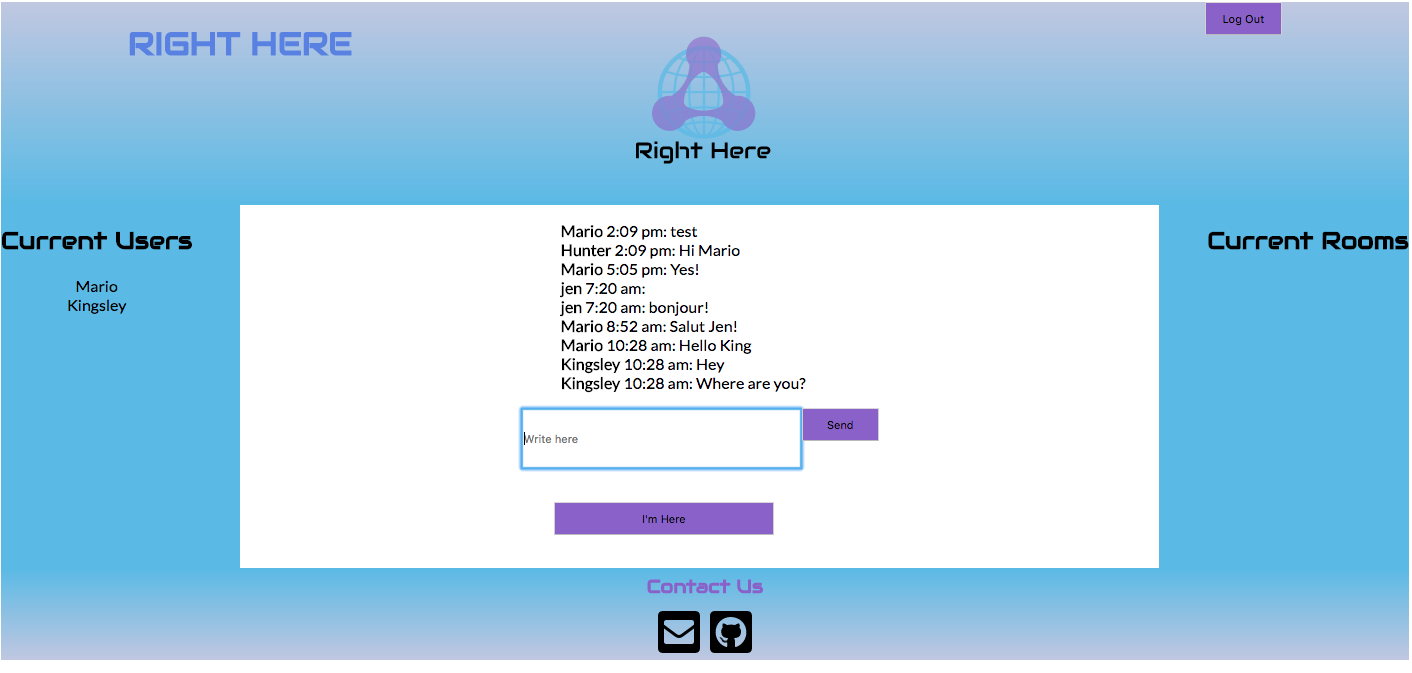 Log Out
RIGHT HERE
Right Here
Current Users
Mario
Kingsley
Mario 2:09 pm: test
Hunter 2:09 pm: Hi Mario
Mario 5:05 pm: Yes!
jen 7:20 am:
jen 7:20 am: bonjour!
Mario 8:52 am: Salut Jen!
Mario 10:28 am: Hello King
Kingsley 10:28 am: Hey
Kingsley 10:28 am: Where are you?
Write here
Send
I'm Here
Current Rooms
Contact Us